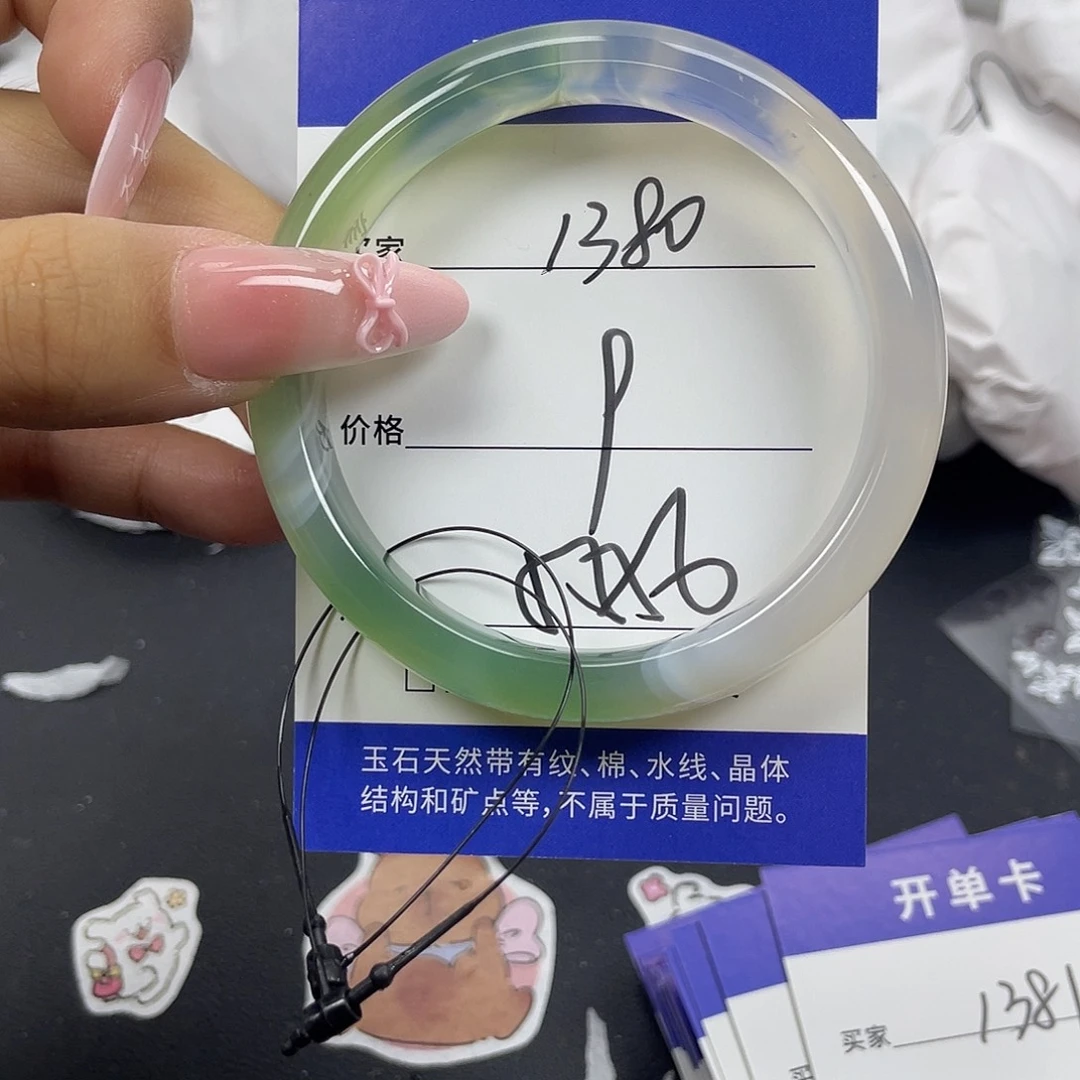 买家 1380
价格
玉石天然带有纹、棉、水线、晶体
结构和矿点等，不属于质量问题。
开单卡
买家 1381